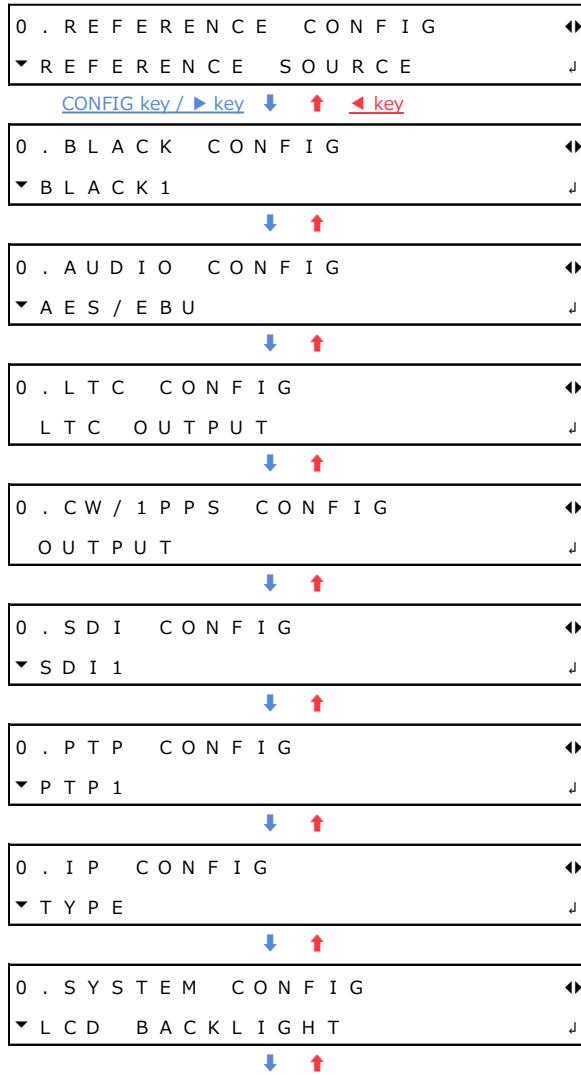 0.REFERENCE CONFIG ◀▶
▼REFERENCE SOURCE ↲
CONFIG key / ▶ key ⬇ ⬆ ◀ key
0.BLACK CONFIG ◀▶
▼BLACK1 ↲
⬇ ⬆
0.AUDIO CONFIG ◀▶
▼AES/EBU ↲
⬇ ⬆
0.LTC CONFIG ◀▶
LTC OUTPUT ↲
⬇ ⬆
0.CW/1PPS CONFIG ◀▶
OUTPUT ↲
⬇ ⬆
0.SDI CONFIG ◀▶
▼SDI1 ↲
⬇ ⬆
0.PTP CONFIG ◀▶
▼PTP1 ↲
⬇ ⬆
0.IP CONFIG ◀▶
▼TYPE ↲
⬇ ⬆
0.SYSTEM CONFIG ◀▶
▼LCD BACKLIGHT ↲
⬇ ⬆